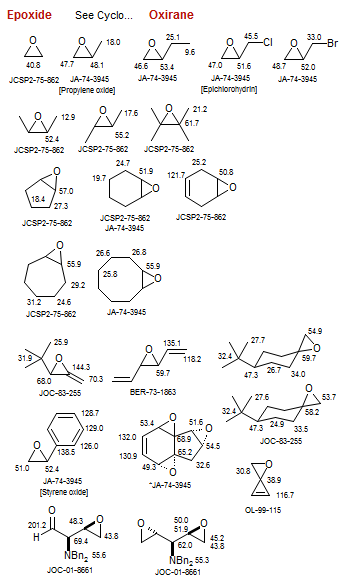 Epoxide See Cyclo... Oxirane
O O 18.0 O 25.1 9.6 O 45.5 Cl O 33.0 Br
40.8 47.7 48.1 46.6 53.4 47.0 51.6 48.7 52.0
JCSP2-75-862 JA-74-3945 JA-74-3945 JA-74-3945
[Propylene oxide] [Epichlorohydrin]
O 12.9 O 17.6 O 21.2
52.4 55.2 61.7
JCSP2-75-862 JCSP2-75-862 JCSP2-75-862
O 57.0 18.4 27.3 24.7 51.9 19.7 O 25.2 121.7 50.8 O
JCSP2-75-862 JCSP2-75-862 JCSP2-75-862
JA-74-3945
O 55.9 29.2 31.2 24.6 26.6 26.8 25.8 55.9 O
JCSP2-75-862 JA-74-3945
25.9 31.9 O 144.3 68.0 70.3 O 135.1 118.2 59.7 27.7 32.4 47.3 26.7 34.0 54.9 O 59.7
JOC-83-255 BER-73-1863
128.7 129.0 126.0 138.5 O 51.0 52.4 53.4 O 51.6 132.0 68.9 54.5 130.9 65.2 49.3 O 32.6 27.6 32.4 47.3 24.9 33.5 O 53.7 58.2
JOC-83-255
JA-74-3945 "JA-74-3945
[Styrene oxide]
O 30.8 38.9 116.7
OL-99-115
201.2 O H 48.3 O 43.8 69.4 NBn2 55.6 O 50.0 51.9 O 45.2 43.8 62.0 NBn2 55.3
JOC-01-8661 JOC-01-8661